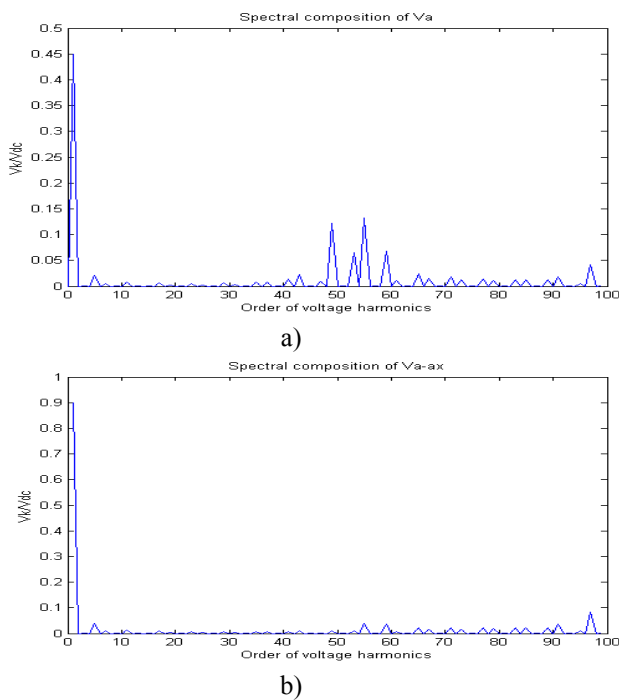 Spectral composition of Va
0.5
0.45
0.4
0.35
0.3
0.25
0.2
0.15
0.1
0.05
0
Vk/Vdc
0 10 20 30 40 50 60 70 80 90 100
Order of voltage harmonics
a)
Spectral composition of Va-ax
1
0.9
0.8
0.7
0.6
0.5
0.4
0.3
0.2
0.1
0
Vk/Vdc
0 10 20 30 40 50 60 70 80 90 100
Order of voltage harmonics
b)